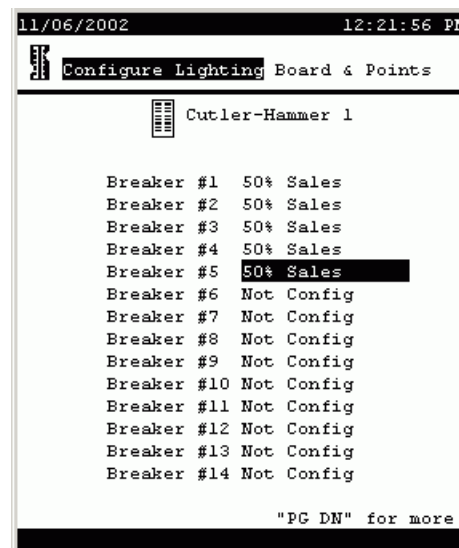 11/06/2002 12:21:56 PM
Configure Lighting Board & Points
Cutler-Hammer 1
Breaker #1 50% Sales
Breaker #2 50% Sales
Breaker #3 50% Sales
Breaker #4 50% Sales
Breaker #5 50% Sales
Breaker #6 Not Config
Breaker #7 Not Config
Breaker #8 Not Config
Breaker #9 Not Config
Breaker #10 Not Config
Breaker #11 Not Config
Breaker #12 Not Config
Breaker #13 Not Config
Breaker #14 Not Config
"PG DN" for more